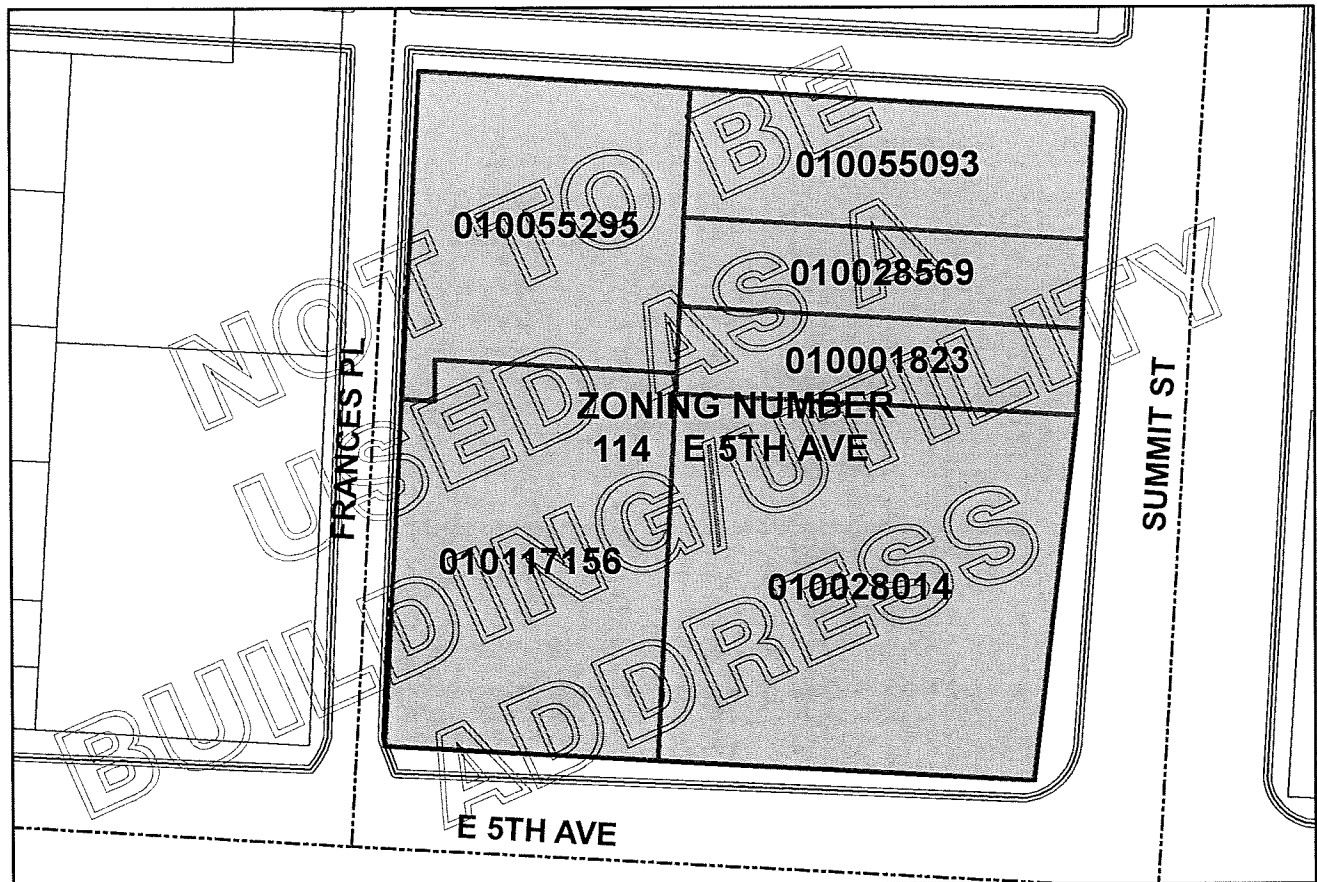 010055093
010055295
010028569
010001823
ZONING NUMBER
114 E 5TH AVE
010117156
010028014
FRANCES PL
SUMMIT ST
E 5TH AVE
NOT TO BE
USED AS A
BUILDING/UTILITY
ADDRESS